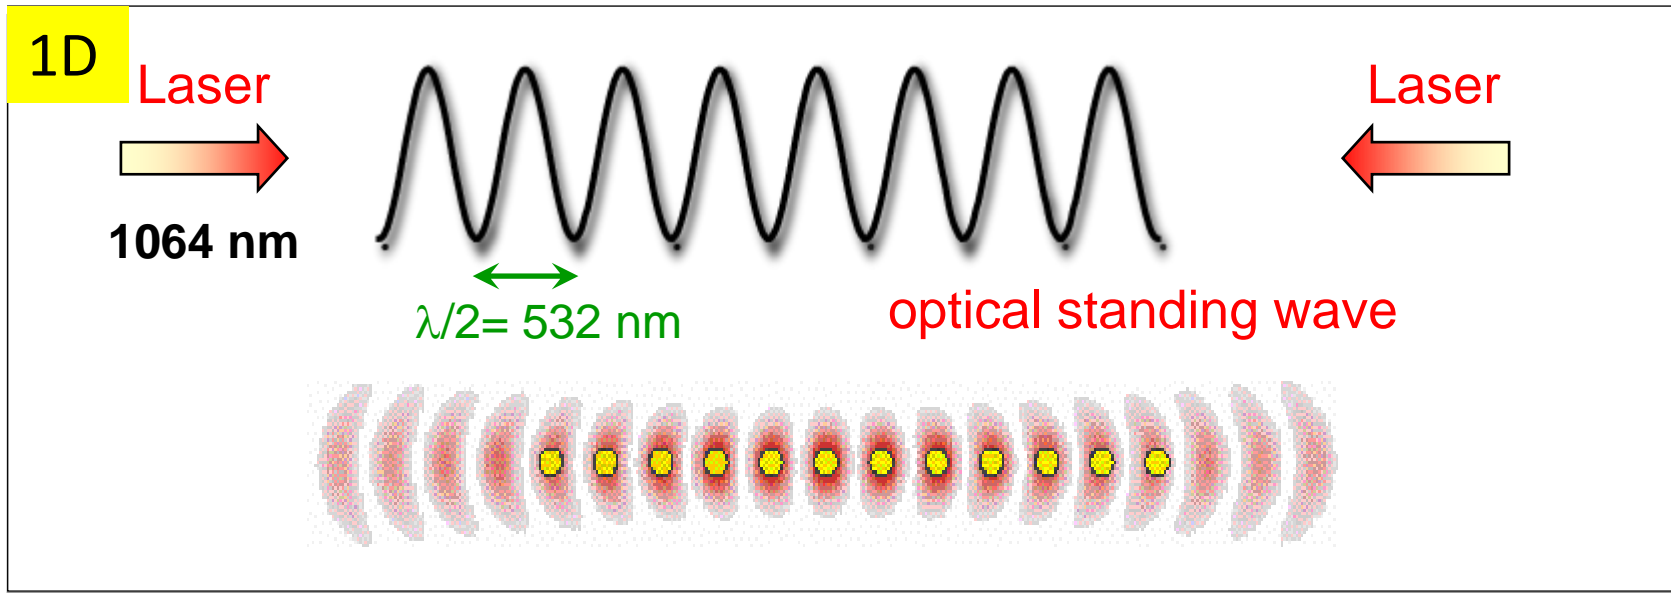 1D
Laser
Laser
1064 nm
λ/2= 532 nm
optical standing wave